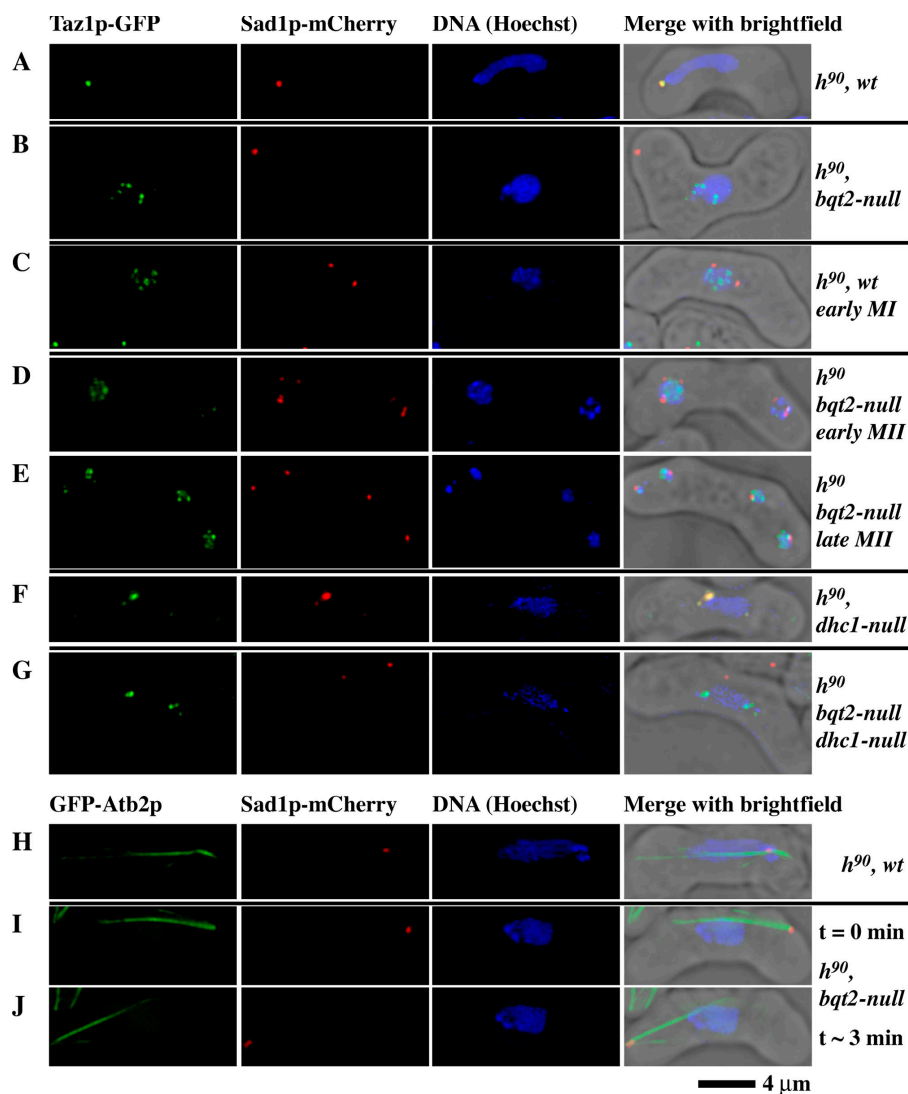 Taz1p-GFP Sad1p-mCherry DNA (Hoechst) Merge with brightfield
A h⁹⁰, wt
B h⁹⁰,
bqt2-null
C h⁹⁰, wt
early MI
D h⁹⁰
bqt2-null
early MII
E h⁹⁰
bqt2-null
late MII
F h⁹⁰,
dhc1-null
G h⁹⁰
bqt2-null
dhc1-null
GFP-Atb2p Sad1p-mCherry DNA (Hoechst) Merge with brightfield
H h⁹⁰, wt
I t = 0 min
h⁹⁰,
bqt2-null
J t ~ 3 min
4 μm